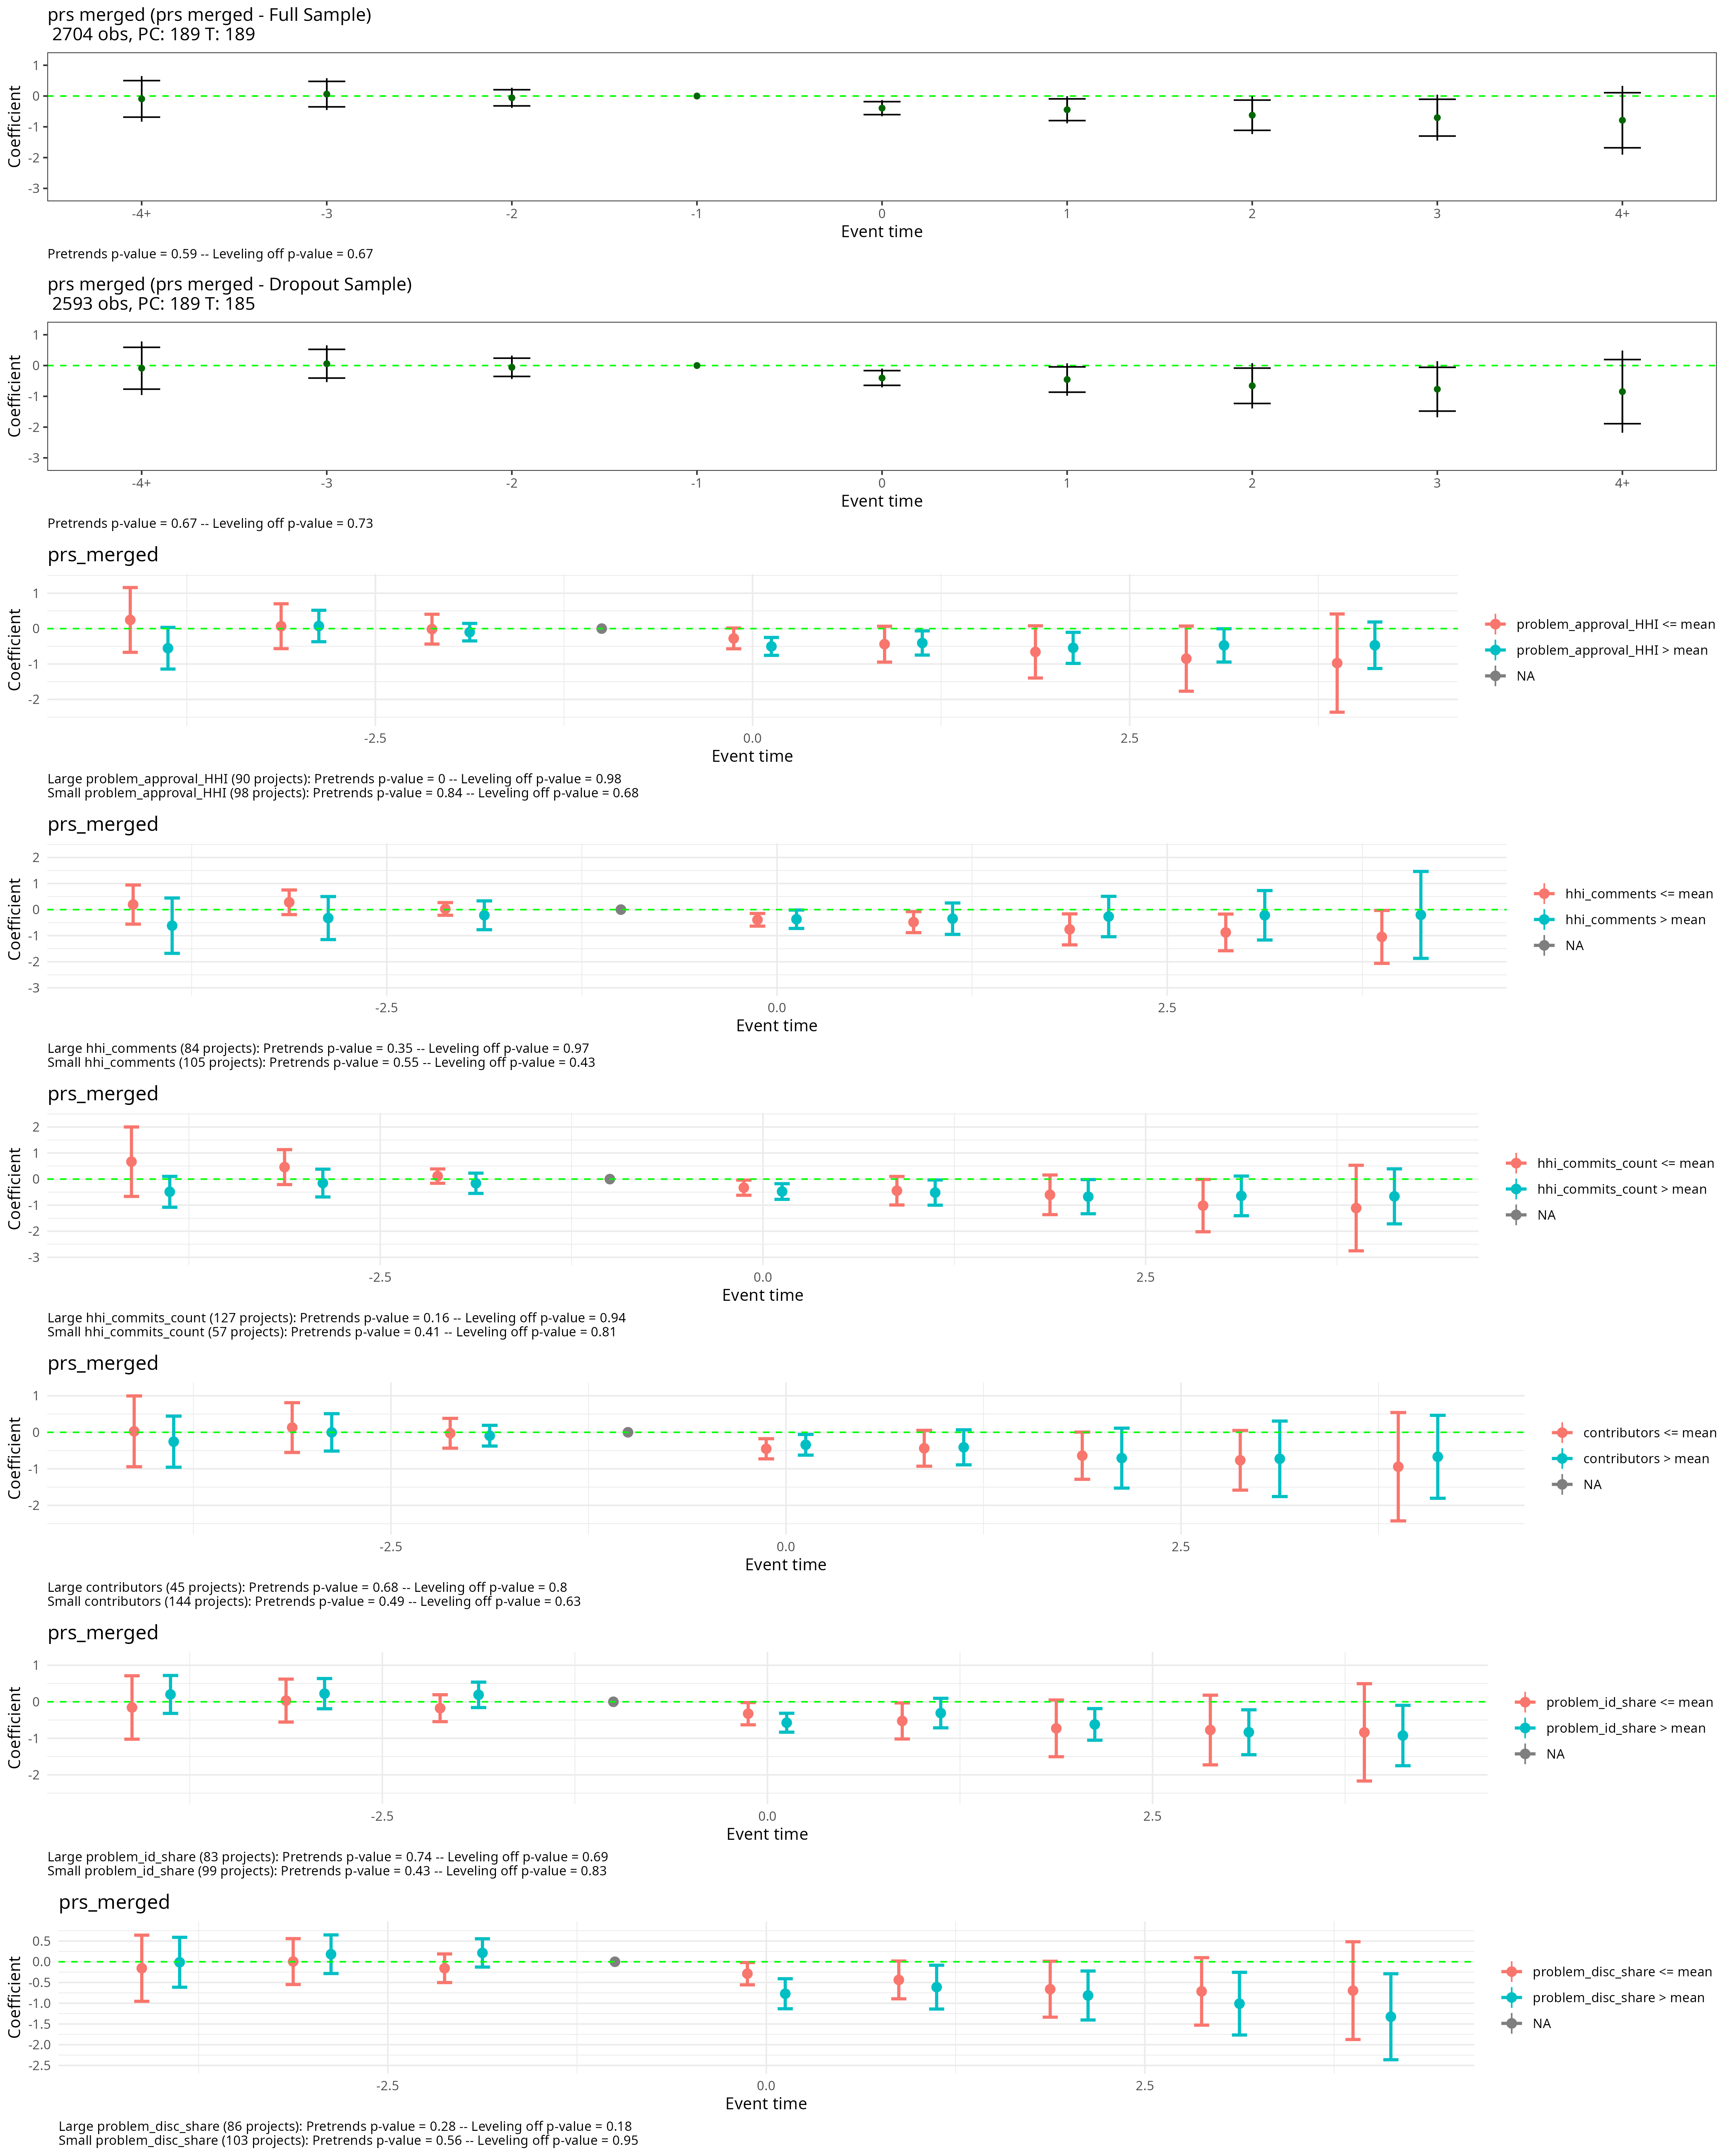 prs merged (prs merged - Full Sample)
2704 obs, PC: 189 T: 189
Coefficient
1
0
-1
-2
-3
-4+ -3 -2 -1 0 1 2 3 4+
Event time
Pretrends p-value = 0.59 -- Leveling off p-value = 0.67
prs merged (prs merged - Dropout Sample)
2593 obs, PC: 189 T: 185
Coefficient
1
0
-1
-2
-3
-4+ -3 -2 -1 0 1 2 3 4+
Event time
Pretrends p-value = 0.67 -- Leveling off p-value = 0.73
prs_merged
Coefficient
1
0
-1
-2
-2.5 0.0 2.5
Event time
problem_approval_HHI <= mean
problem_approval_HHI > mean
NA
Large problem_approval_HHI (90 projects): Pretrends p-value = 0 -- Leveling off p-value = 0.98
Small problem_approval_HHI (98 projects): Pretrends p-value = 0.84 -- Leveling off p-value = 0.68
prs_merged
Coefficient
2
1
0
-1
-2
-3
-2.5 0.0 2.5
Event time
hhi_comments <= mean
hhi_comments > mean
NA
Large hhi_comments (84 projects): Pretrends p-value = 0.35 -- Leveling off p-value = 0.97
Small hhi_comments (105 projects): Pretrends p-value = 0.55 -- Leveling off p-value = 0.43
prs_merged
Coefficient
2
1
0
-1
-2
-3
-2.5 0.0 2.5
Event time
hhi_commits_count <= mean
hhi_commits_count > mean
NA
Large hhi_commits_count (127 projects): Pretrends p-value = 0.16 -- Leveling off p-value = 0.94
Small hhi_commits_count (57 projects): Pretrends p-value = 0.41 -- Leveling off p-value = 0.81
prs_merged
Coefficient
1
0
-1
-2
-2.5 0.0 2.5
Event time
contributors <= mean
contributors > mean
NA
Large contributors (45 projects): Pretrends p-value = 0.68 -- Leveling off p-value = 0.8
Small contributors (144 projects): Pretrends p-value = 0.49 -- Leveling off p-value = 0.63
prs_merged
Coefficient
1
0
-1
-2
-2.5 0.0 2.5
Event time
problem_id_share <= mean
problem_id_share > mean
NA
Large problem_id_share (83 projects): Pretrends p-value = 0.74 -- Leveling off p-value = 0.69
Small problem_id_share (99 projects): Pretrends p-value = 0.43 -- Leveling off p-value = 0.83
prs_merged
Coefficient
0.5
0.0
-0.5
-1.0
-1.5
-2.0
-2.5
-2.5 0.0 2.5
Event time
problem_disc_share <= mean
problem_disc_share > mean
NA
Large problem_disc_share (86 projects): Pretrends p-value = 0.28 -- Leveling off p-value = 0.18
Small problem_disc_share (103 projects): Pretrends p-value = 0.56 -- Leveling off p-value = 0.95